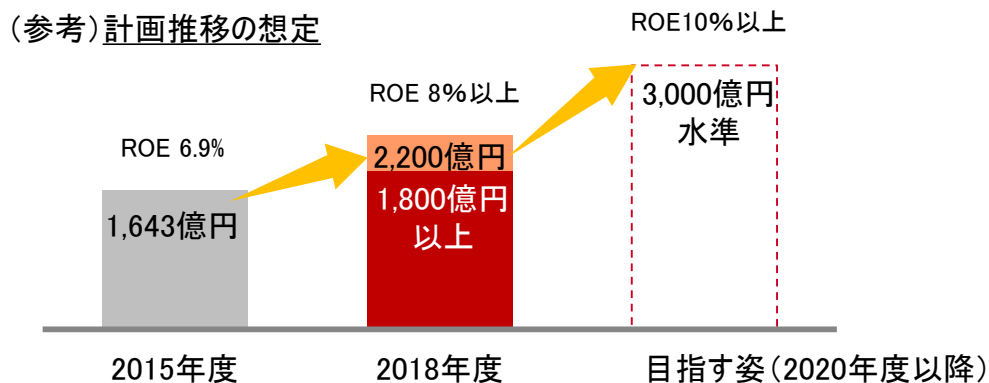 (参考)計画推移の想定
ROE10%以上
ROE 8%以上
ROE 6.9%
3,000億円
水準
2,200億円
1,800億円
以上
1,643億円
2015年度
2018年度
目指す姿(2020年度以降)